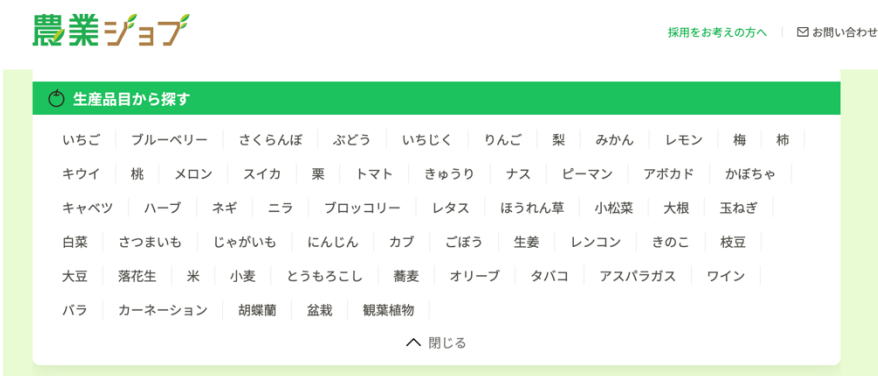 農業ジョブ
採用をお考えの方へ お問い合わせ
生産品目から探す
いちご ブルーベリー さくらんぼ ぶどう いちじく りんご 梨 みかん レモン 梅 柿
キウイ 桃 メロン スイカ 栗 トマト きゅうり ナス ピーマン アボカド かぼちゃ
キャベツ ハーブ ネギ ニラ ブロッコリー レタス ほうれん草 小松菜 大根 玉ねぎ
白菜 さつまいも じゃがいも にんじん カブ ごぼう 生姜 レンコン きのこ 枝豆
大豆 落花生 米 小麦 とうもろこし 蕎麦 オリーブ タバコ アスパラガス ワイン
バラ カーネーション 胡蝶蘭 盆栽 観葉植物
閉じる